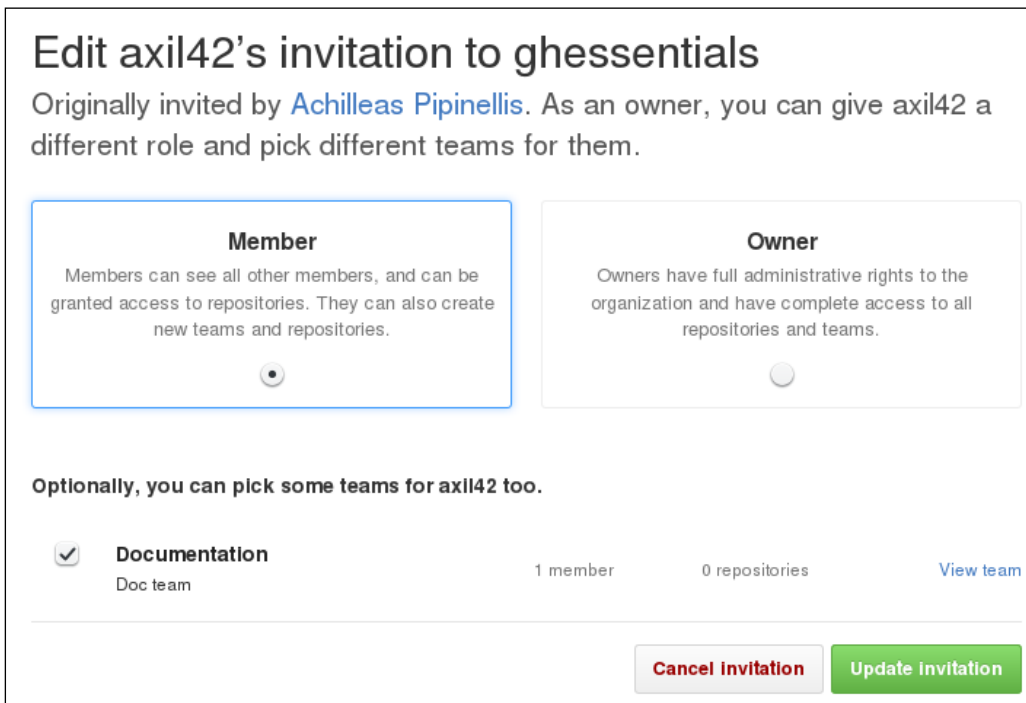 Edit axil42's invitation to ghessentials
Originally invited by Achilleas Pipinellis. As an owner, you can give axil42 a
different role and pick different teams for them.
Member
Members can see all other members, and can be
granted access to repositories. They can also create
new teams and repositories.
Owner
Owners have full administrative rights to the
organization and have complete access to all
repositories and teams.
Optionally, you can pick some teams for axil42 too.
Documentation
Doc team
1 member
0 repositories
View team
Cancel invitation
Update invitation